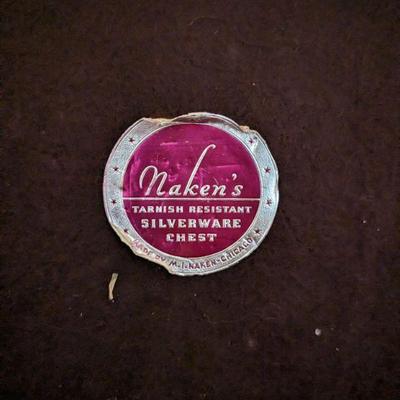 Naken's
TARNISH RESISTANT
SILVERWARE
CHEST
MADE BY M.I. NAKEN-CHICAGO